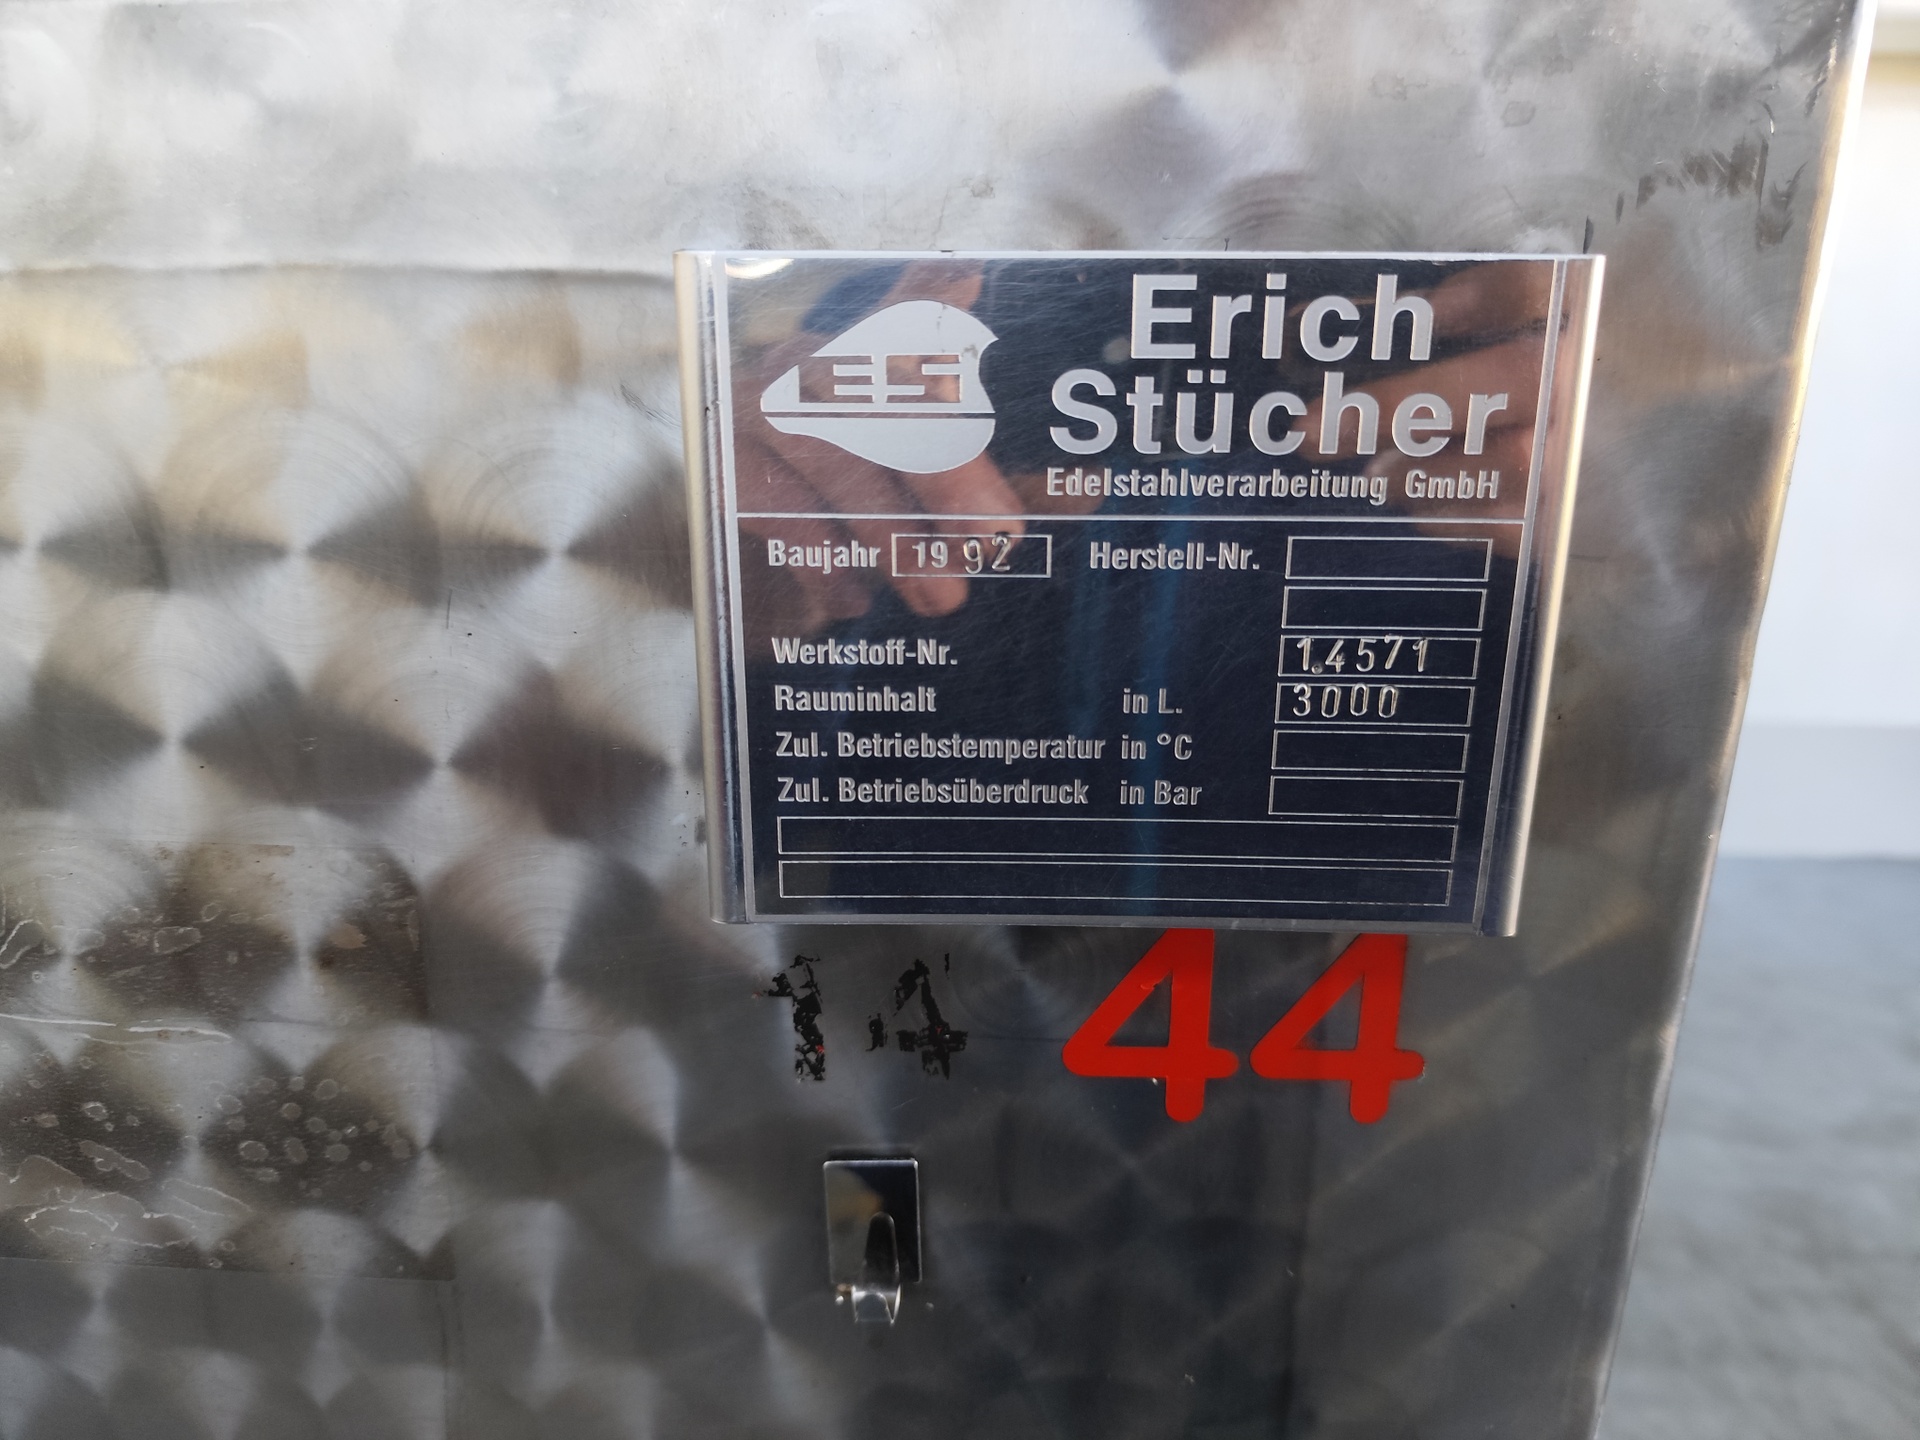 ES
Erich
Stücher
Edelstahlverarbeitung GmbH
Baujahr 1992 Herstell-Nr.
Werkstoff-Nr. 1.4571
Rauminhalt in L. 3000
Zul. Betriebstemperatur in °C
Zul. Betriebsüberdruck in Bar
14 44